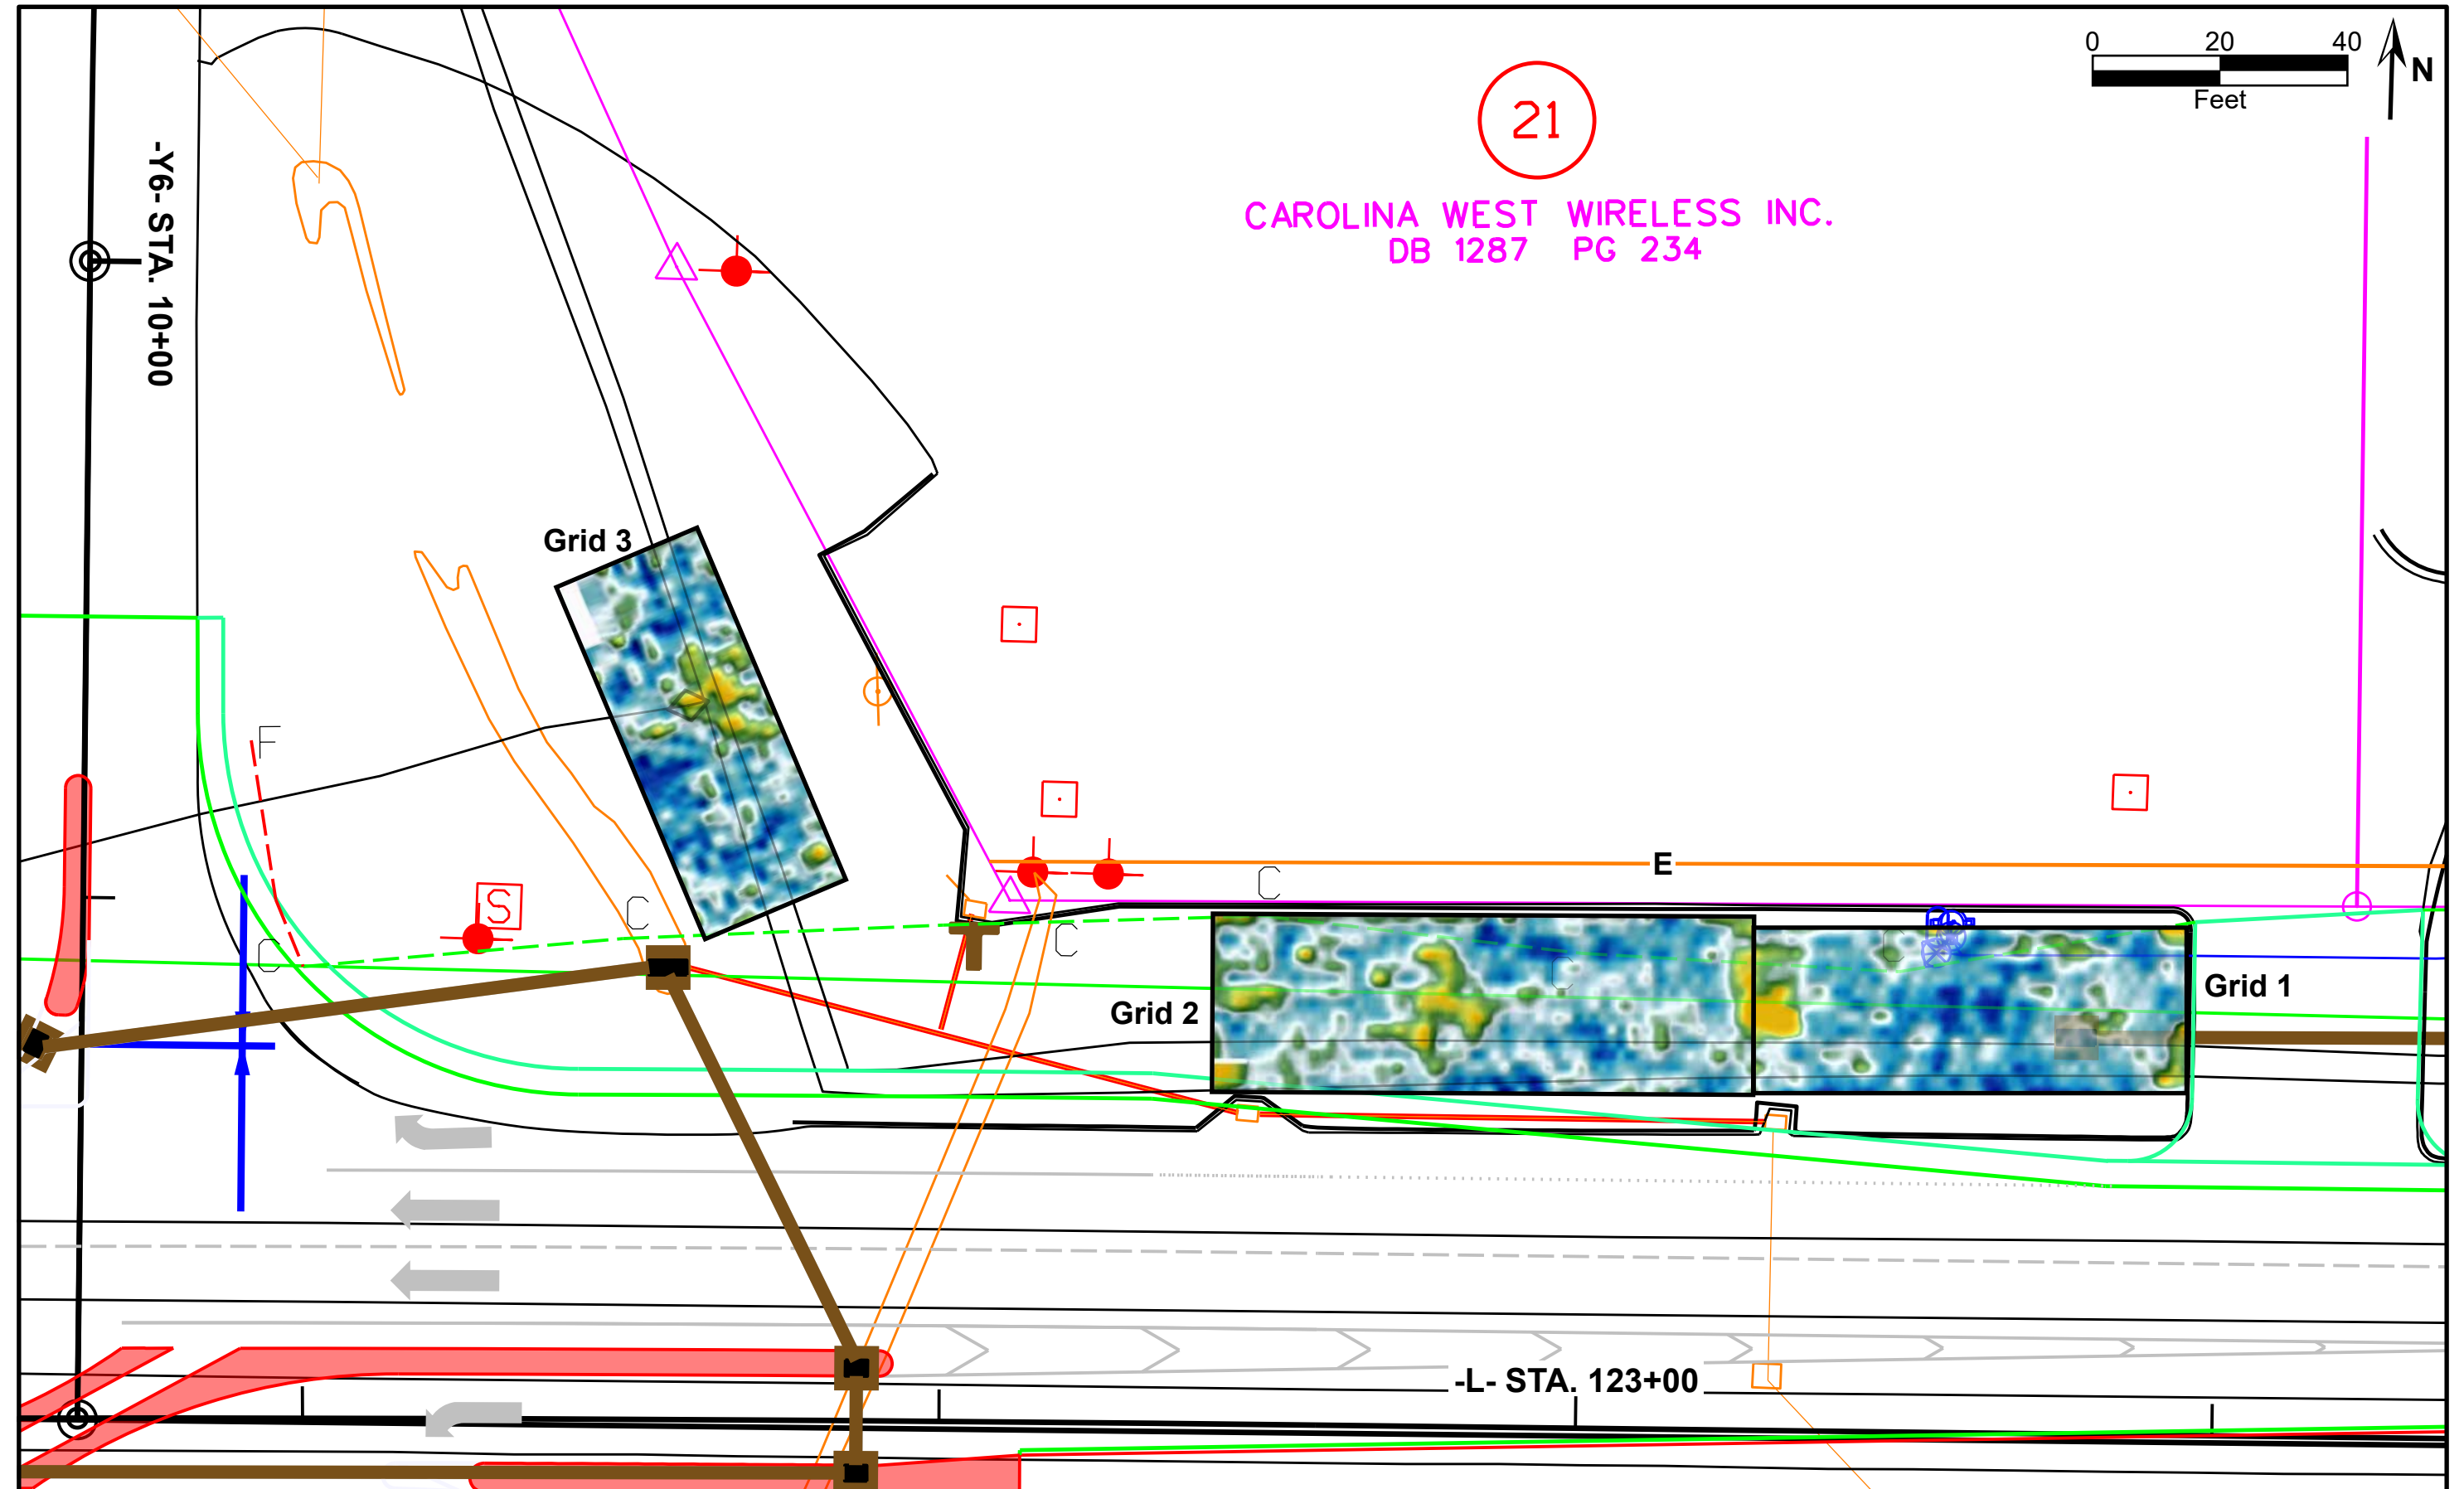 0 20 40
Feet
N
21
CAROLINA WEST WIRELESS INC.
DB 1287 PG 234
-Y6- STA. 10+00
Grid 3
F
S
C
C
C
C
E
C
C
Grid 2
Grid 1
-L- STA. 123+00